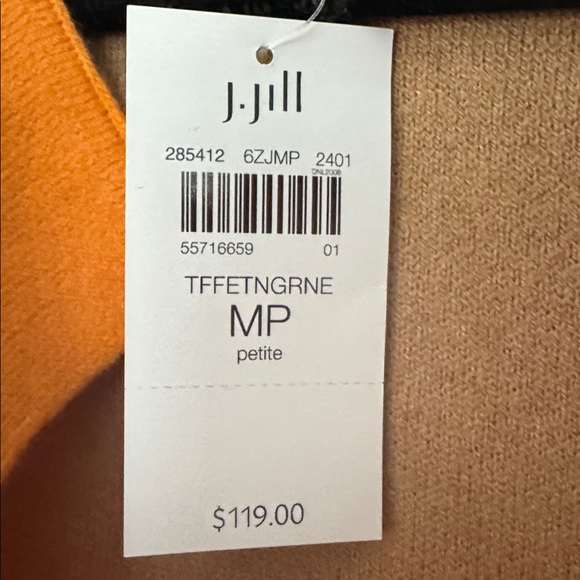 J.Jill
285412 6ZJMP 2401
55716659 01
TFFETNGRNE
MP
petite
$119.00